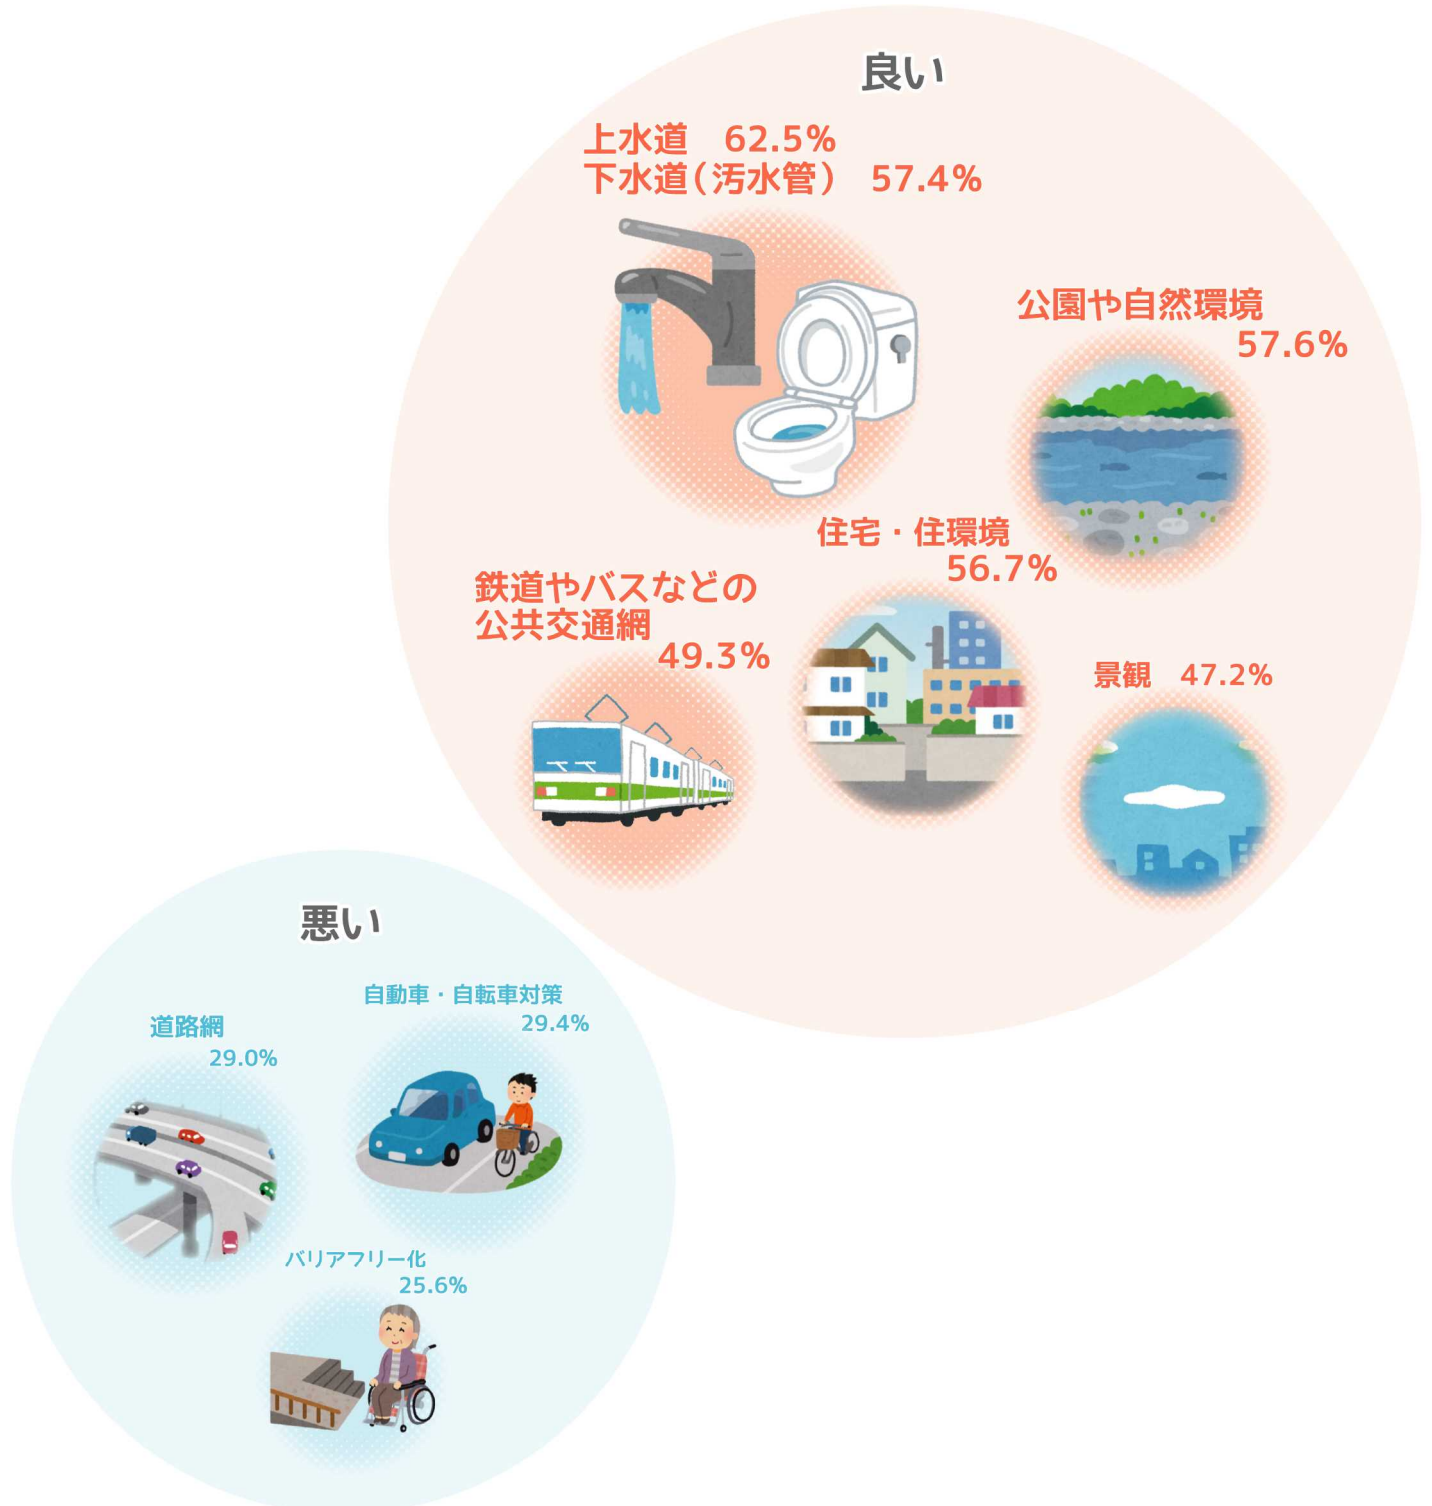 良い
上水道　62.5%
下水道（汚水管）　57.4%
公園や自然環境
57.6%
住宅・住環境
56.7%
鉄道やバスなどの
公共交通網
49.3%
景観　47.2%
悪い
自動車・自転車対策
29.4%
道路網
29.0%
バリアフリー化
25.6%